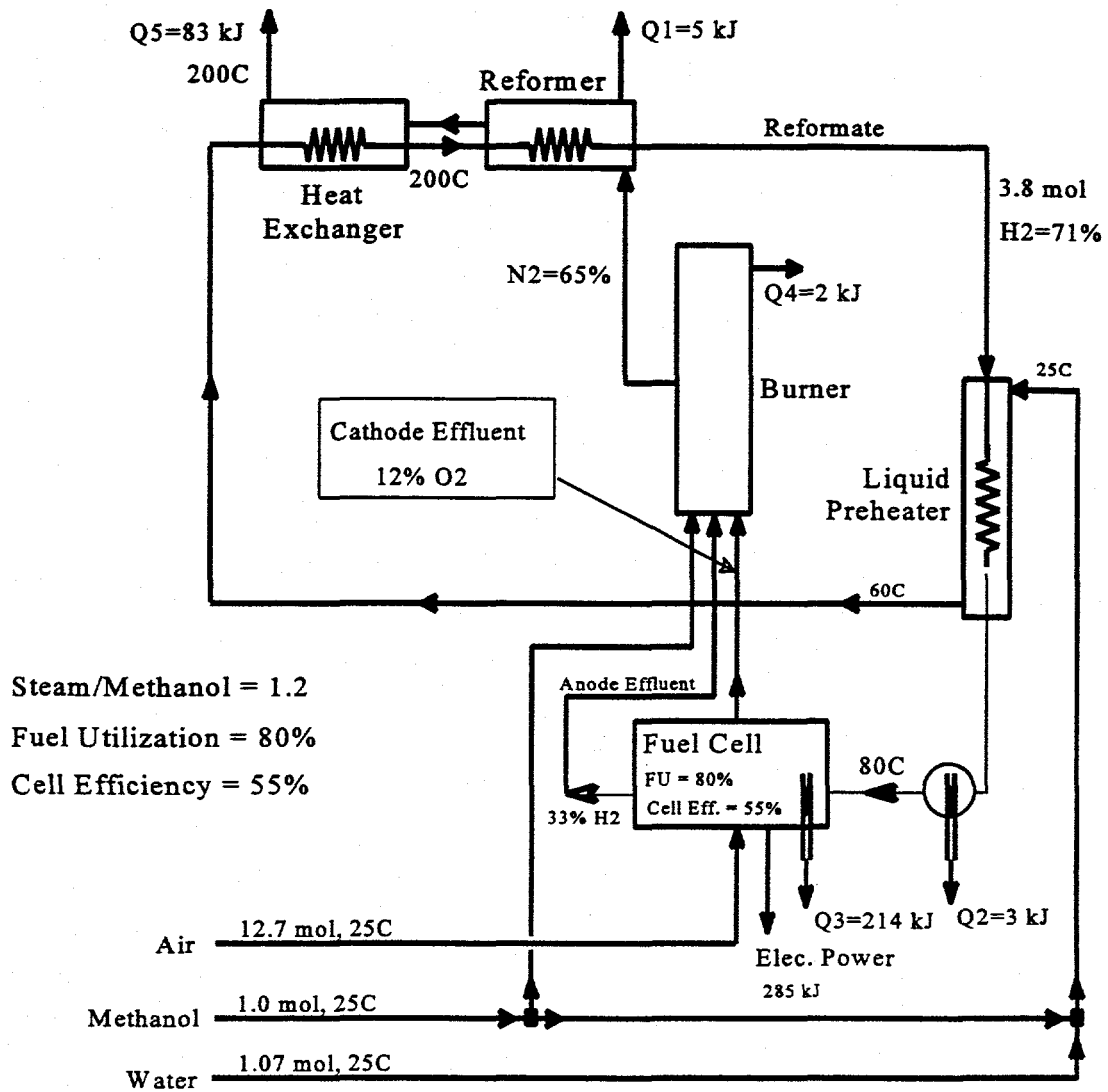 Q5=83 kJ
200C
Q1=5 kJ
Reformer
Reformate
200C
Heat
Exchanger
3.8 mol
H2=71%
N2=65%
Q4=2 kJ
Burner
25C
Cathode Effluent
12% O2
Liquid
Preheater
60C
Steam/Methanol = 1.2
Fuel Utilization = 80%
Cell Efficiency = 55%
Anode Effluent
Fuel Cell
FU = 80%
Cell Eff. = 55%
80C
33% H2
Q3=214 kJ
Q2=3 kJ
Air
12.7 mol, 25C
Elec. Power
285 kJ
Methanol
1.0 mol, 25C
Water
1.07 mol, 25C